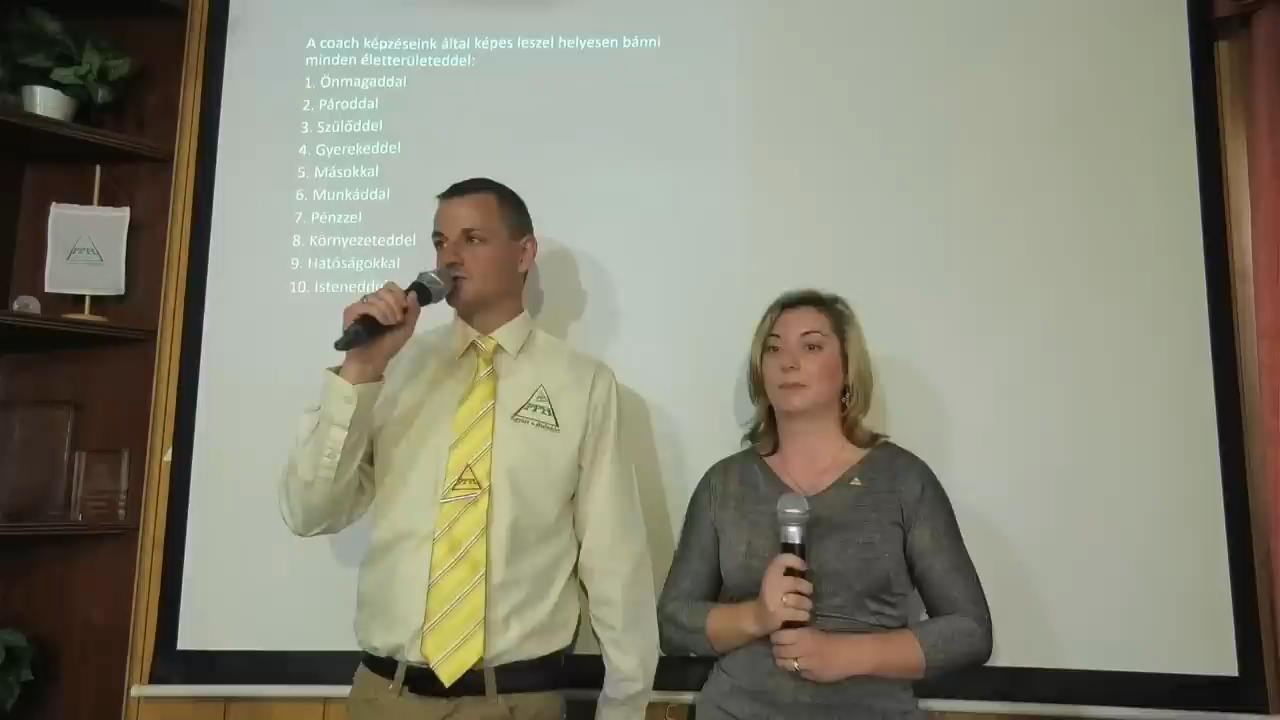 A coach képzéseink által képes leszel helyesen bánni
minden életterületeddel:
1. Önmagaddal
2. Pároddal
3. Szülőddel
4. Gyerekeddel
5. Másokkal
6. Munkáddal
7. Pénzzel
8. Környezeteddel
9. Hatóságokkal
10. Isteneddel